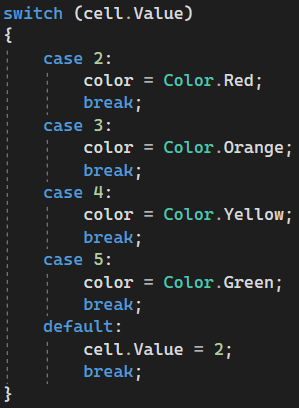 switch (cell.Value)
{
    case 2:
        color = Color.Red;
        break;
    case 3:
        color = Color.Orange;
        break;
    case 4:
        color = Color.Yellow;
        break;
    case 5:
        color = Color.Green;
        break;
    default:
        cell.Value = 2;
        break;
}